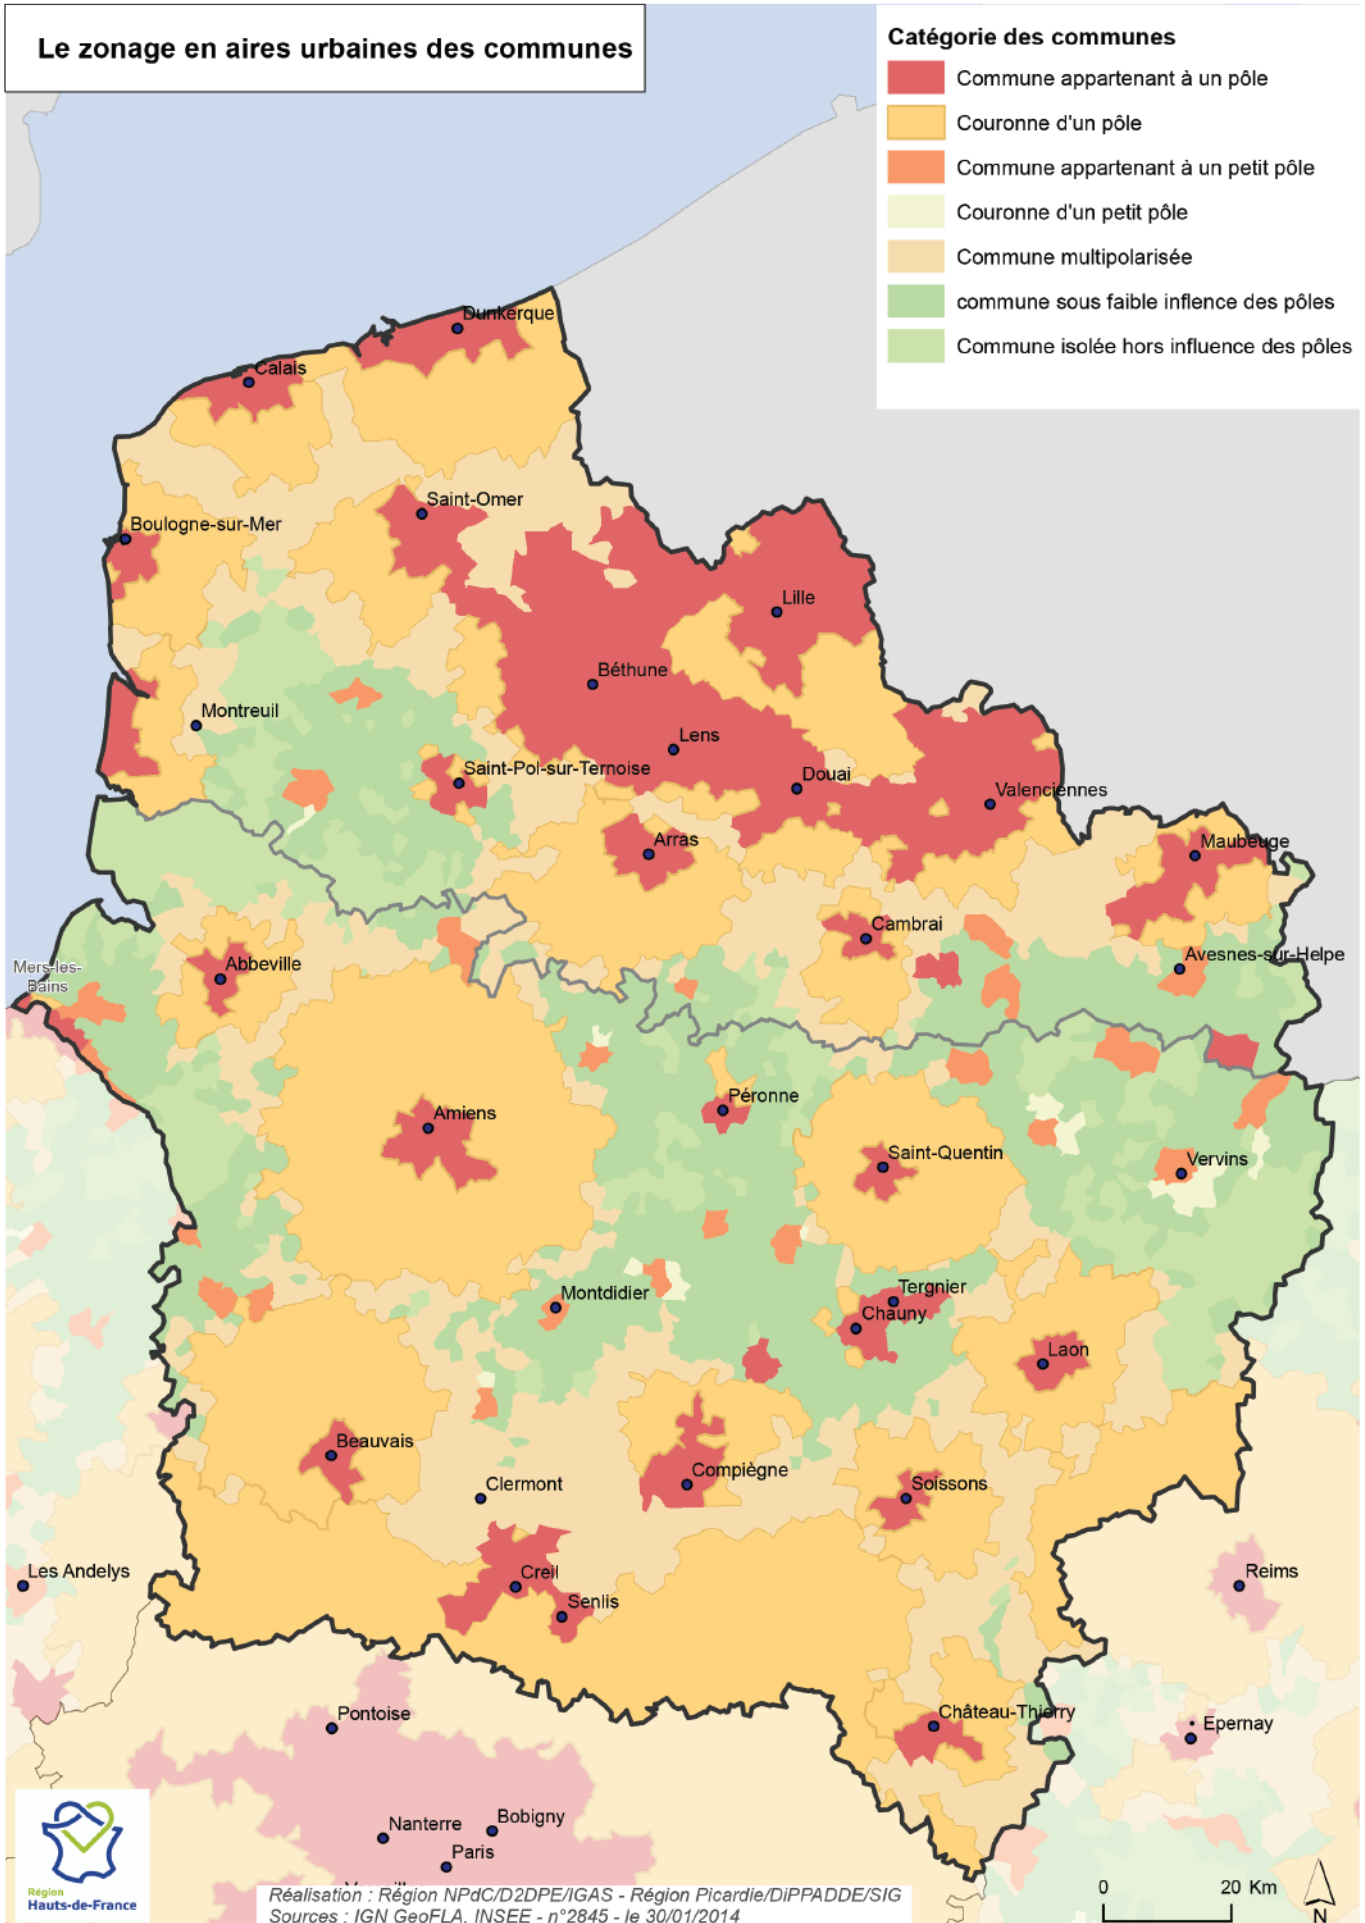 Le zonage en aires urbaines des communes
Catégorie des communes
Commune appartenant à un pôle
Couronne d'un pôle
Commune appartenant à un petit pôle
Couronne d'un petit pôle
Commune multipolarisée
commune sous faible inflence des pôles
Commune isolée hors influence des pôles
Dunkerque
Calais
Saint-Omer
Boulogne-sur-Mer
Lille
Béthune
Montreuil
Lens
Saint-Pol-sur-Ternoise
Douai
Valenciennes
Arras
Maubeuge
Cambrai
Avesnes-sur-Helpe
Abbeville
Mers-les-
Bains
Péronne
Amiens
Saint-Quentin
Vervins
Montdidier
Tergnier
Chauny
Laon
Beauvais
Compiègne
Clermont
Soissons
Creil
Senlis
Les Andelys
Reims
Château-Thierry
Pontoise
Epernay
Nanterre
Bobigny
Paris
Région
Hauts-de-France
0 20 Km
N
Réalisation : Région NPdC/D2DPE/IGAS - Région Picardie/DiPPADDE/SIG
Sources : IGN GeoFLA, INSEE - n°2845 - le 30/01/2014